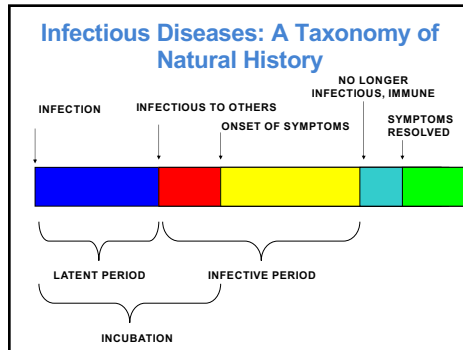 Infectious Diseases: A Taxonomy of
Natural History
NO LONGER
INFECTIOUS, IMMUNE
INFECTION
INFECTIOUS TO OTHERS
SYMPTOMS
RESOLVED
ONSET OF SYMPTOMS
LATENT PERIOD
INFECTIVE PERIOD
INCUBATION